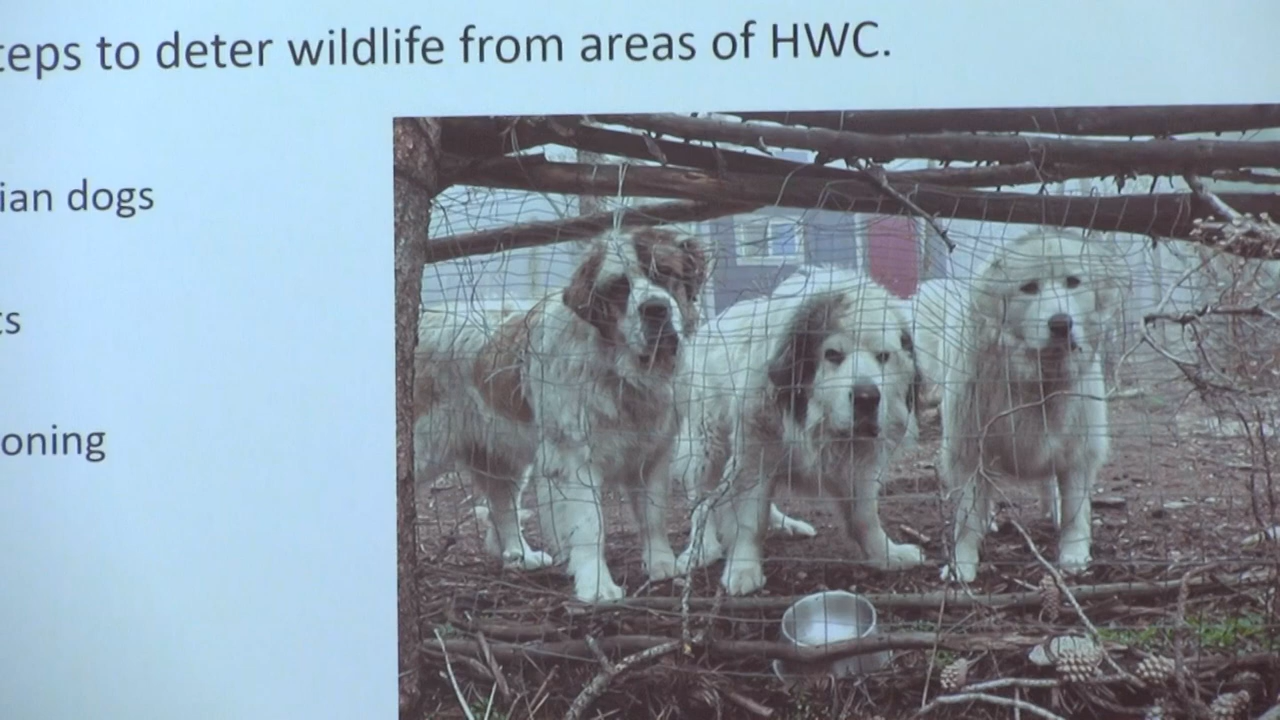 teps to deter wildlife from areas of HWC.
ian dogs
ts
oning